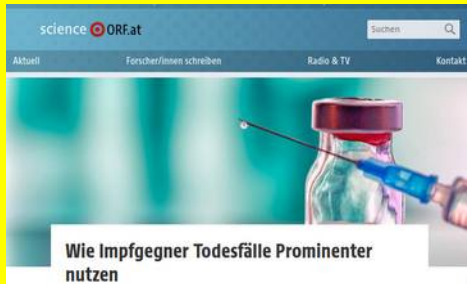 science ORF.at
Suchen
Aktuell Forscher/innen schreiben Radio & TV Kontakt
Wie Impfgegner Todesfälle Prominenter
nutzen